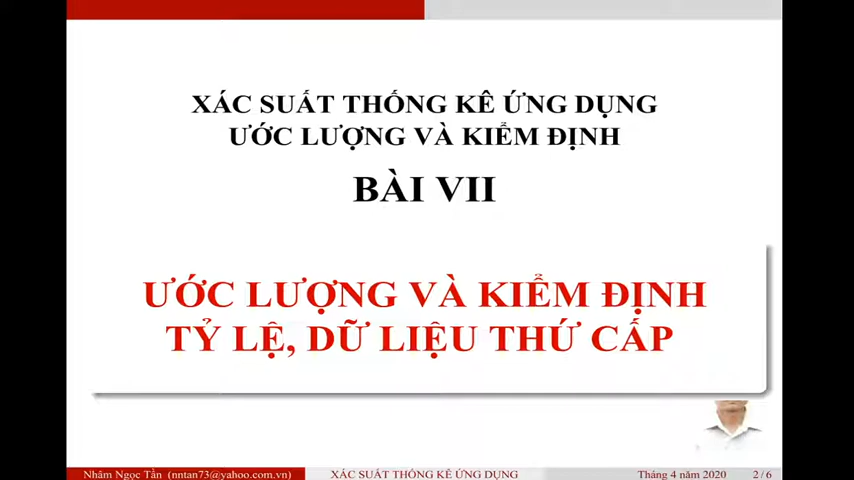 XÁC SUẤT THỐNG KÊ ỨNG DỤNG
ƯỚC LƯỢNG VÀ KIỂM ĐỊNH
BÀI VII
ƯỚC LƯỢNG VÀ KIỂM ĐỊNH
TỶ LỆ, DỮ LIỆU THỨ CẤP
Nhâm Ngọc Tần (nntan73@yahoo.com.vn) XÁC SUẤT THỐNG KÊ ỨNG DỤNG Tháng 4 năm 2020 2 / 6